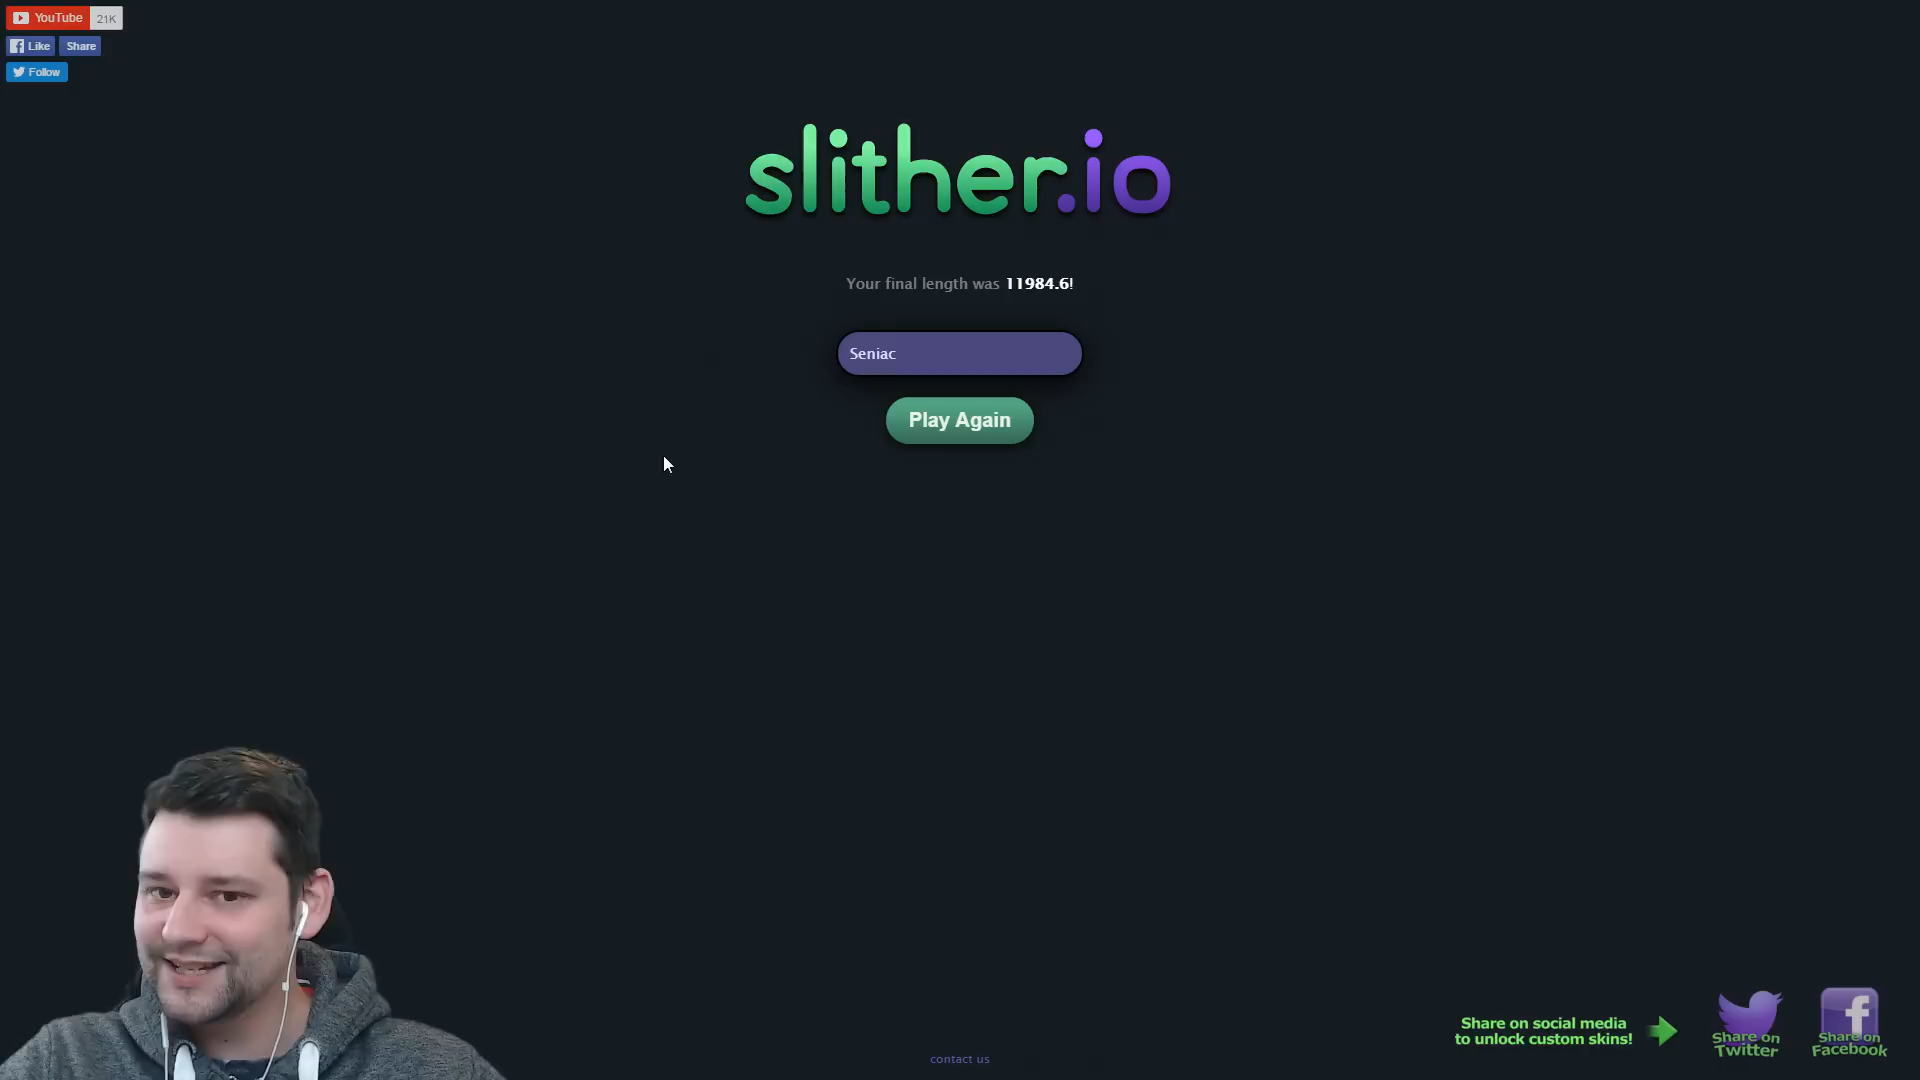 YouTube 21K
Like Share
Follow
slither.io
Your final length was 11984.6!
Seniac
Play Again
Share on social media
to unlock custom skins!
Share on
Twitter
Share on
Facebook
contact us